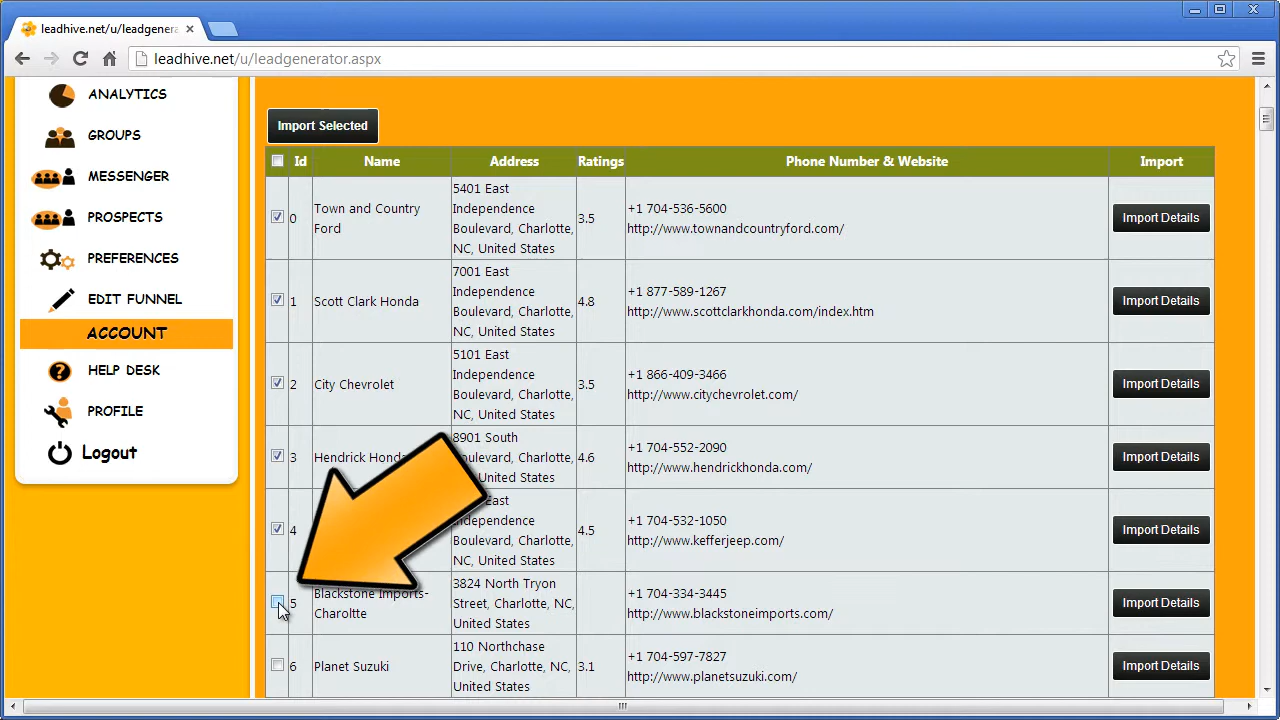 leadhive.net/u/leadgenera
leadhive.net/u/leadgenerator.aspx
ANALYTICS
GROUPS
MESSENGER
PROSPECTS
PREFERENCES
EDIT FUNNEL
ACCOUNT
HELP DESK
PROFILE
Logout
Import Selected
Id Name Address Ratings Phone Number & Website Import
0
Town and Country
Ford
5401 East
Independence
Boulevard, Charlotte,
NC, United States
3.5
+1 704-536-5600
http://www.townandcountryford.com/
Import Details
1
Scott Clark Honda
7001 East
Independence
Boulevard, Charlotte,
NC, United States
4.8
+1 877-589-1267
http://www.scottclarkhonda.com/index.htm
Import Details
2
City Chevrolet
5101 East
Independence
Boulevard, Charlotte,
NC, United States
3.5
+1 866-409-3466
http://www.citychevrolet.com/
Import Details
3
Hendrick Honda
8901 South
Boulevard, Charlotte,
NC, United States
4.6
+1 704-552-2090
http://www.hendrickhonda.com/
Import Details
4
East
Independence
Boulevard, Charlotte,
NC, United States
4.5
+1 704-532-1050
http://www.kefferjeep.com/
Import Details
5
Blackstone Imports-
Charoltte
3824 North Tryon
Street, Charlotte, NC,
United States
+1 704-334-3445
http://www.blackstoneimports.com/
Import Details
6
Planet Suzuki
110 Northchase
Drive, Charlotte, NC,
United States
3.1
+1 704-597-7827
http://www.planetsuzuki.com/
Import Details